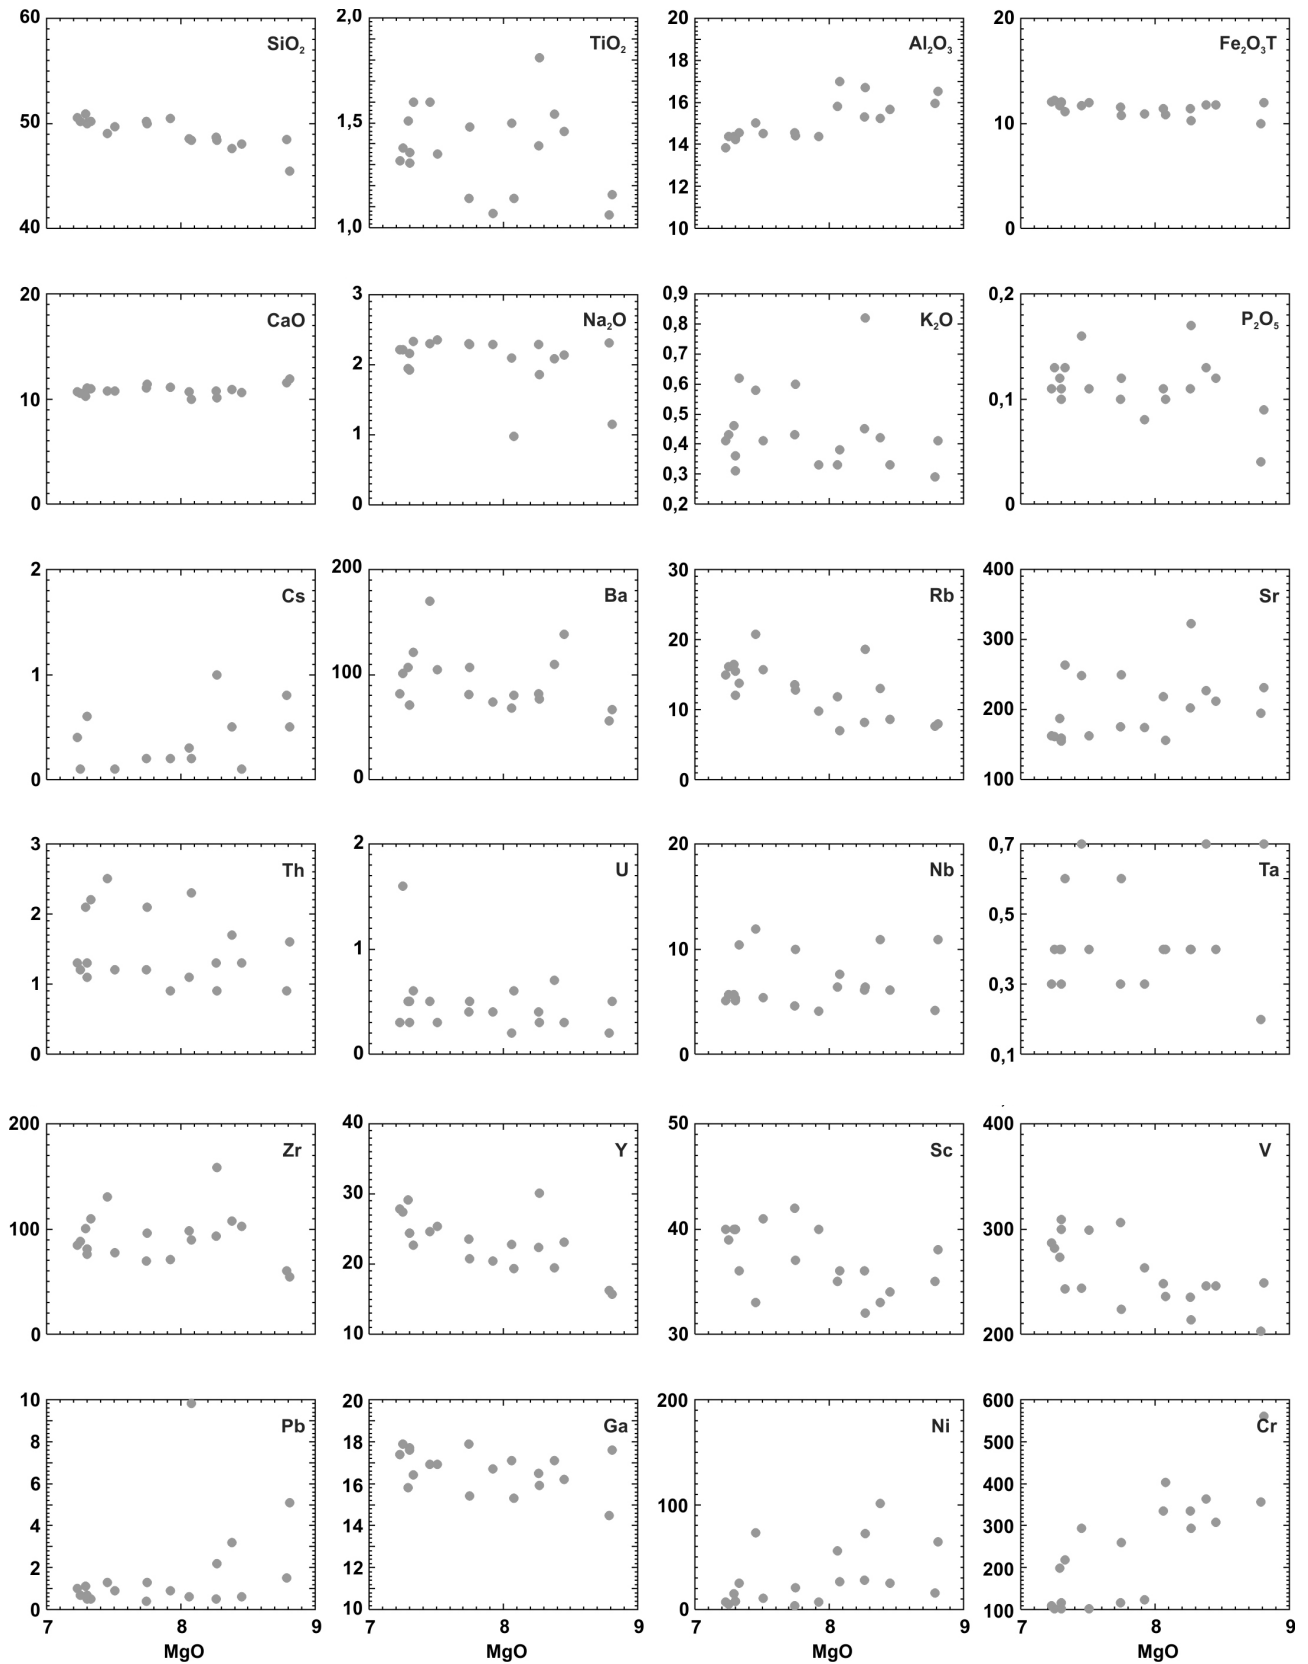 60 SiO₂ 50 40
2,0 TiO₂ 1,5 1,0
20 Al₂O₃ 18 16 14 12 10
20 Fe₂O₃T 10 0
20 CaO 10 0
3 Na₂O 2 1 0
0,9 K₂O 0,8 0,7 0,6 0,5 0,4 0,3 0,2
0,2 P₂O₅ 0,1 0
2 Cs 1 0
200 Ba 100 0
30 Rb 20 10 0
400 Sr 300 200 100
3 Th 2 1 0
2 U 1 0
20 Nb 10 0
0,7 Ta 0,5 0,3 0,1
200 Zr 100 0
40 Y 30 20 10
50 Sc 40 30
400 V 300 200
10 Pb 8 6 4 2 0
20 Ga 18 16 14 12 10
200 Ni 100 0
600 Cr 500 400 300 200 100
7 8 9 7 8 9 7 8 9 7 8 9
MgO MgO MgO MgO